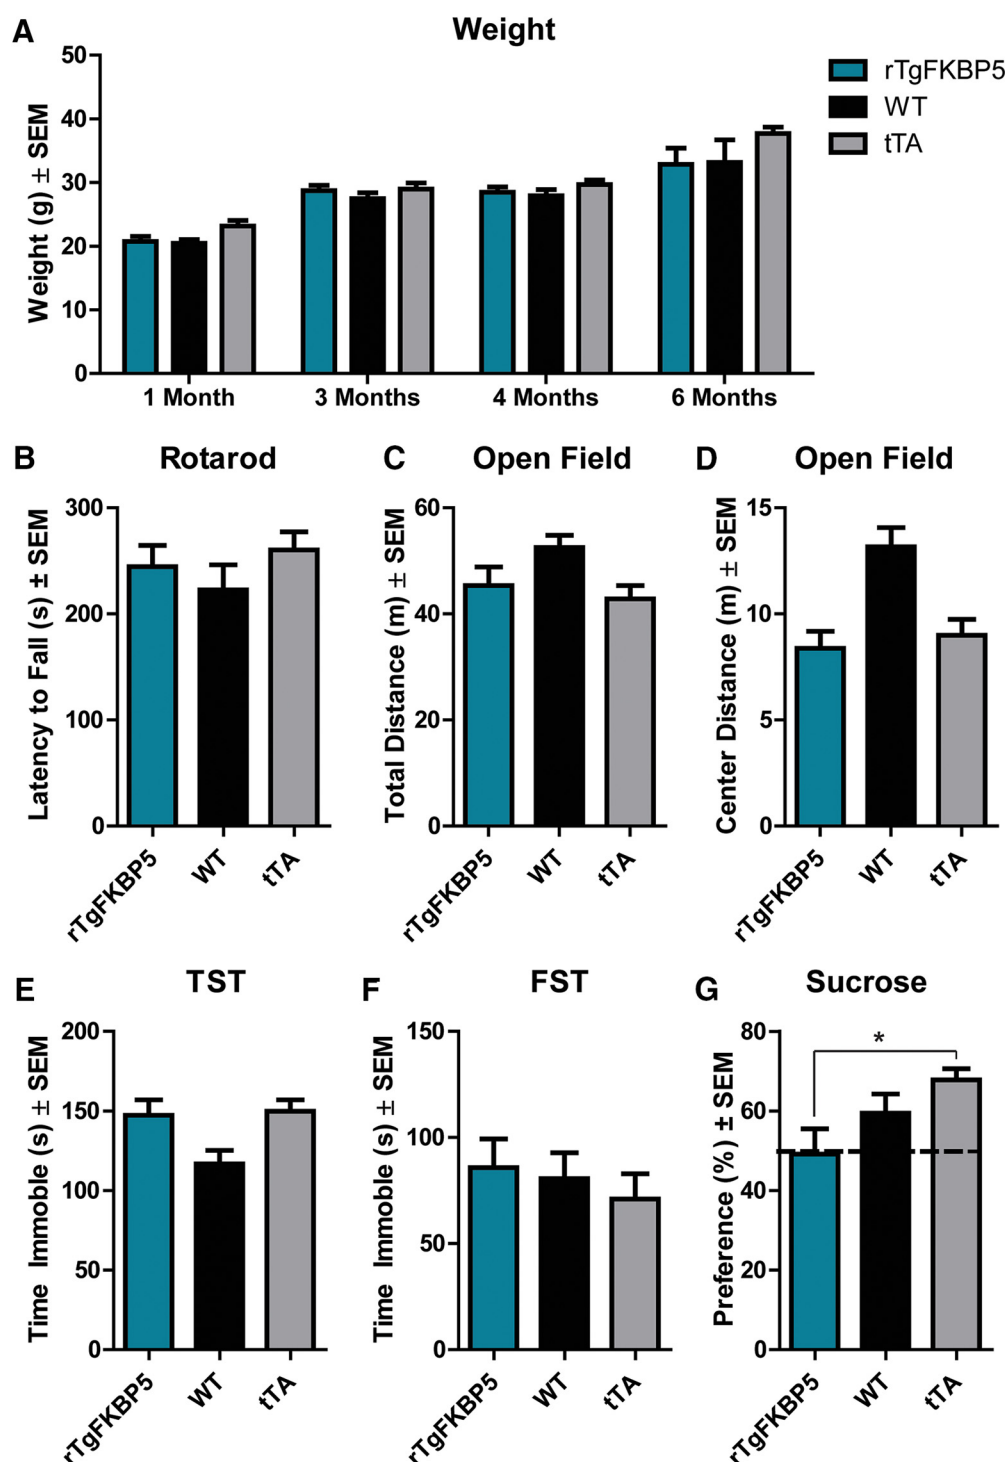 A
Weight
Weight (g) ± SEM
50
40
30
20
10
0
1 Month
3 Months
4 Months
6 Months
rTgFKBP5
WT
tTA
B
Rotarod
Latency to Fall (s) ± SEM
300
200
100
0
rTgFKBP5
WT
tTA
C
Open Field
Total Distance (m) ± SEM
60
40
20
0
rTgFKBP5
WT
tTA
D
Open Field
Center Distance (m) ± SEM
15
10
5
0
rTgFKBP5
WT
tTA
E
TST
Time Immoble (s) ± SEM
200
150
100
50
0
rTgFKBP5
WT
tTA
F
FST
Time Immoble (s) ± SEM
150
100
50
0
rTgFKBP5
WT
tTA
G
Sucrose
Preference (%) ± SEM
80
60
40
20
0
*
rTgFKBP5
WT
tTA